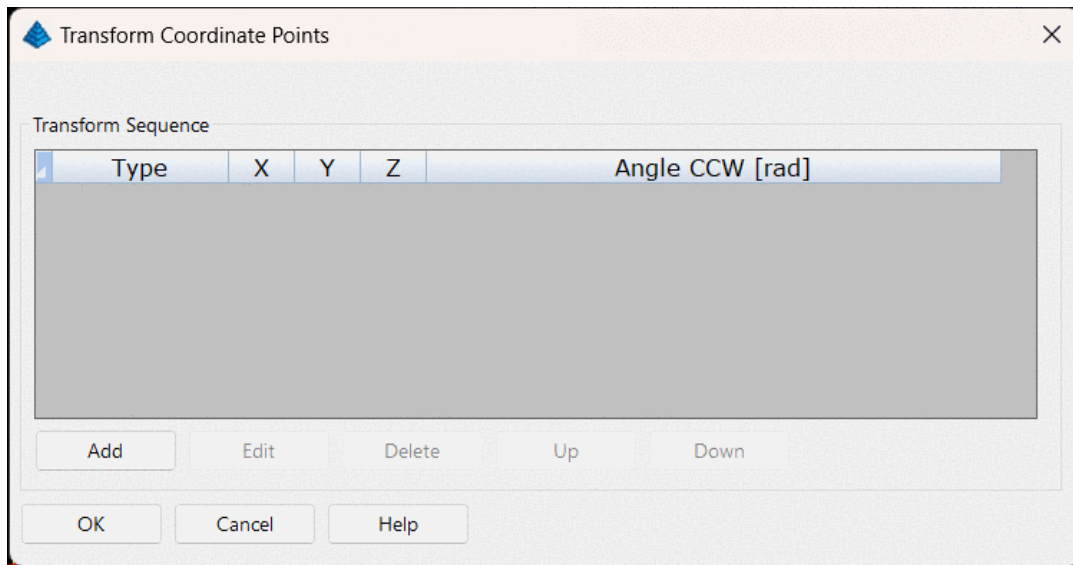 Transform Coordinate Points
Transform Sequence
Type X Y Z Angle CCW [rad]
Add Edit Delete Up Down
OK Cancel Help